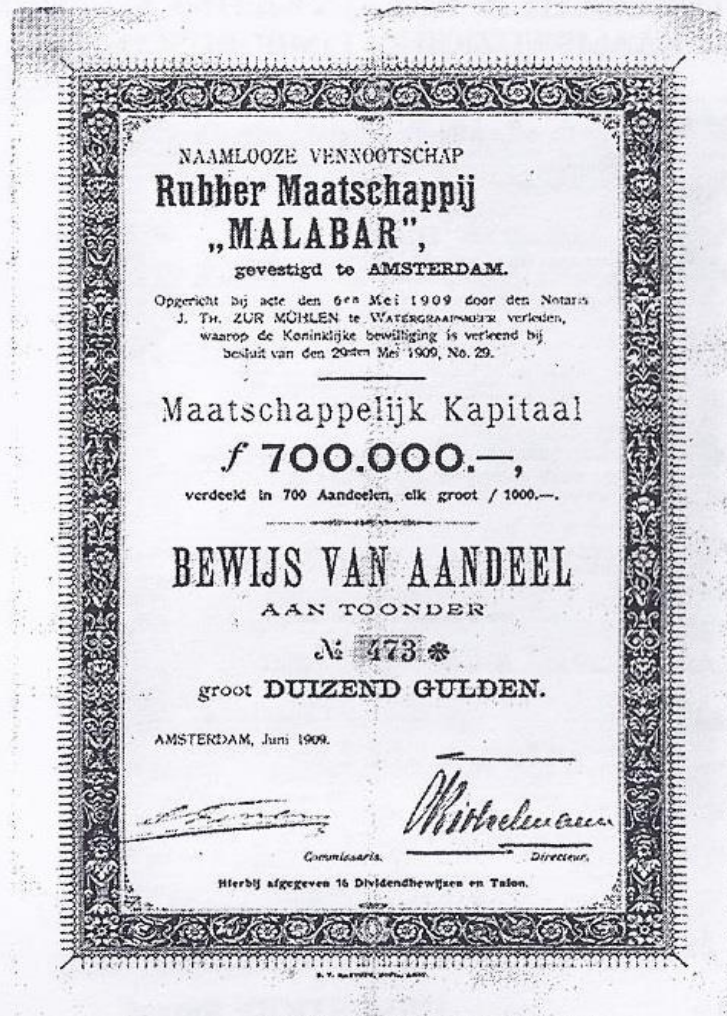 NAAMLOOZE VENNOOTSCHAP
Rubber Maatschappij
„MALABAR”,
gevestigd te AMSTERDAM.
Opgericht bij acte den 6en Mei 1909 door den Notaris
J. TH. ZUR MÜHLEN te WATERGRAAFSMEER verleden,
waarop de Koninklijke bewilliging is verleend bij
besluit van den 29sten Mei 1909, No. 29.
Maatschappelijk Kapitaal
f 700.000.—,
verdeeld in 700 Aandeelen, elk groot f 1000.—.
BEWIJS VAN AANDEEL
AAN TOONDER
№ 473
groot DUIZEND GULDEN.
AMSTERDAM, Juni 1909.
Commissaris.
Directeur.
Hierbij afgegeven 16 Dividendbewijzen en Talon.